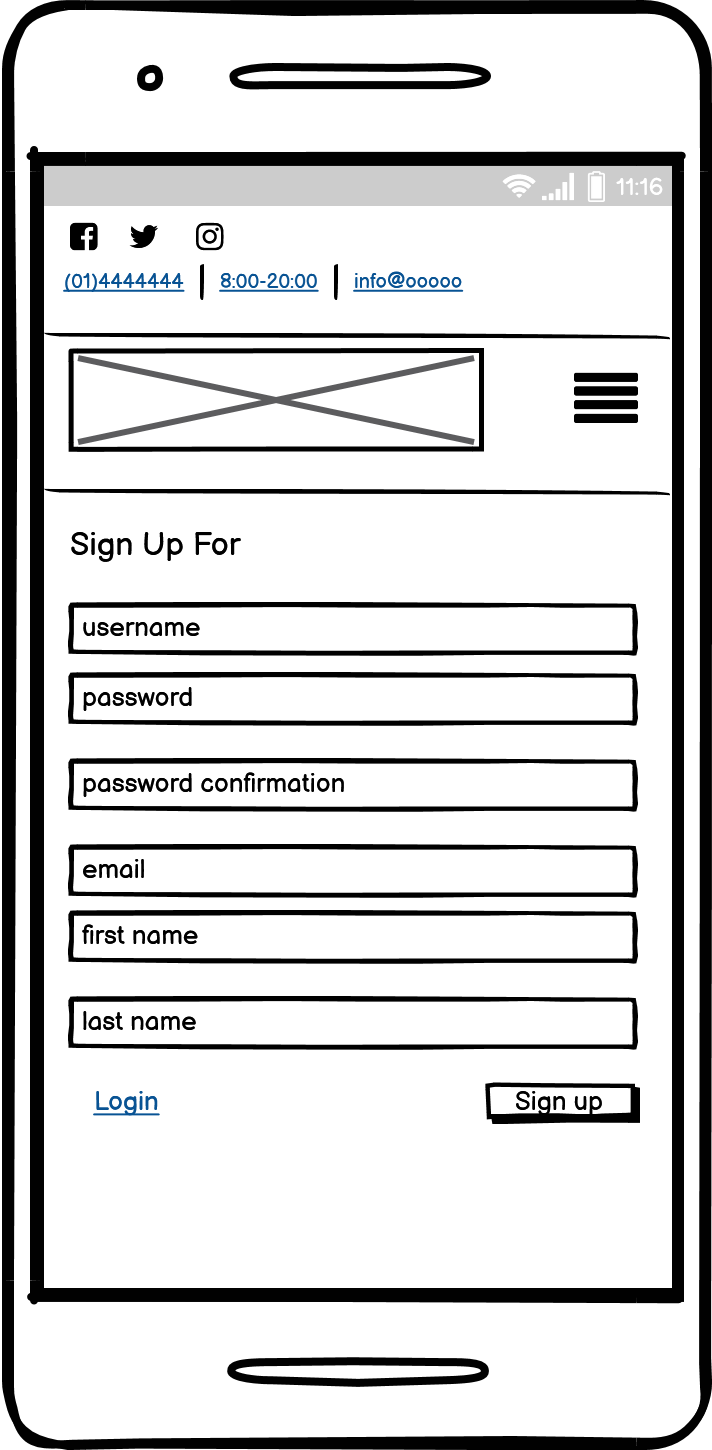 11:16
(01)4444444 8:00-20:00 info@ooooo
Sign Up For
username
password
password confirmation
email
first name
last name
Login Sign up